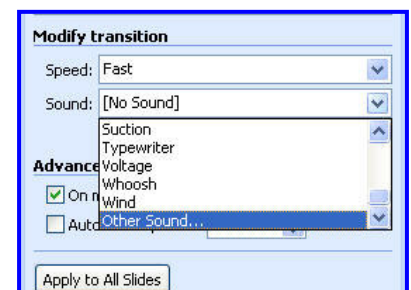 Modify transition
Speed: Fast
Sound: [No Sound]
Suction
Typewriter
Advance Voltage
Whoosh
On Wind
Other Sound...
Apply to All Slides